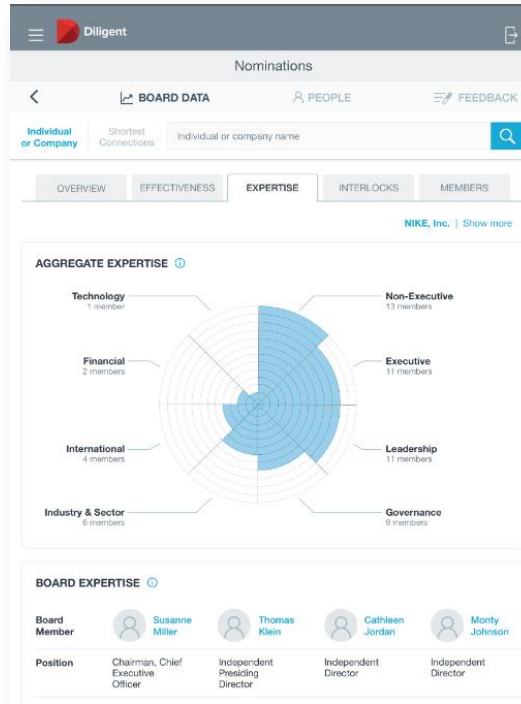 Diligent
Nominations
BOARD DATA
PEOPLE
FEEDBACK
Individual
or Company
Shortest
Connections
Individual or company name
OVERVIEW
EFFECTIVENESS
EXPERTISE
INTERLOCKS
MEMBERS
NIKE, Inc. | Show more
AGGREGATE EXPERTISE
Technology
1 member
Non-Executive
13 members
Financial
2 members
Executive
11 members
International
4 members
Leadership
11 members
Industry & Sector
6 members
Governance
9 members
BOARD EXPERTISE
Board
Member
Susanne
Miller
Thomas
Klein
Cathleen
Jordan
Monty
Johnson
Position
Chairman, Chief
Executive
Officer
Independent
Presiding
Director
Independent
Director
Independent
Director